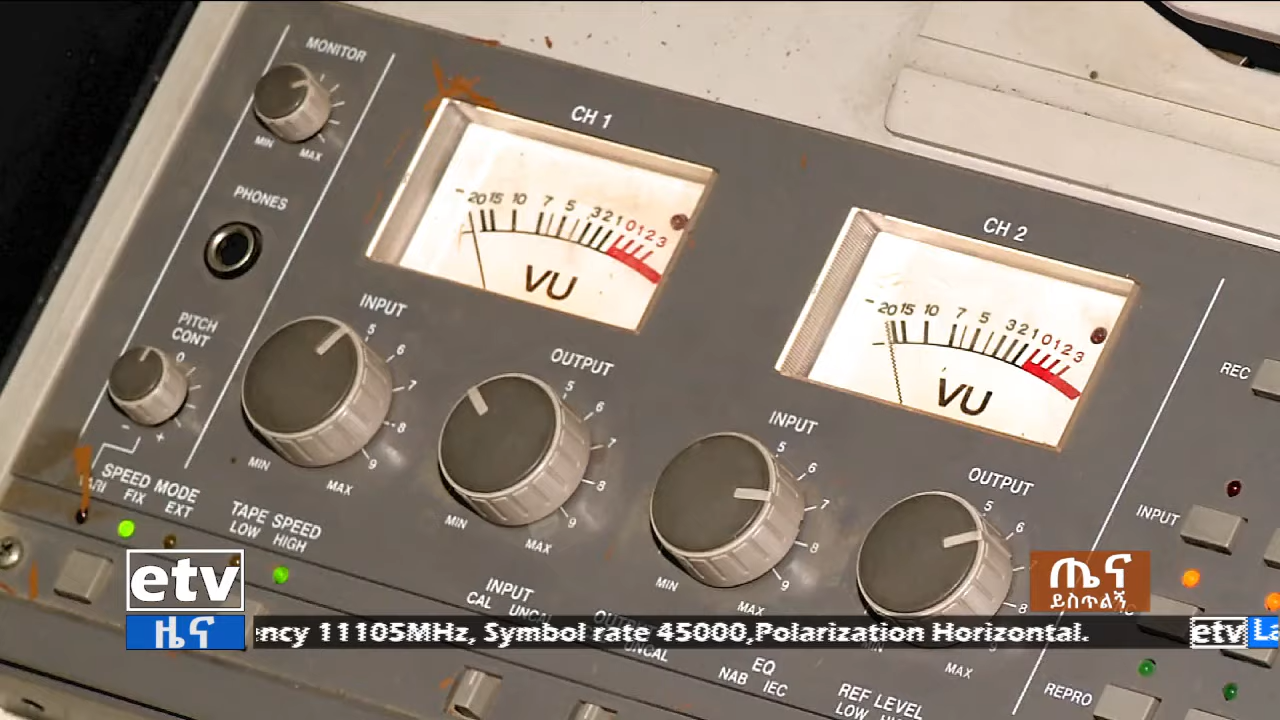 MONITOR
MIN
MAX
PHONES
PITCH
CONT
0
- +
SPEED MODE
VARI FIX EXT
TAPE SPEED
LOW HIGH
CH 1
- 20 15 10 7 5 3 2 1 0 1 2 3
VU
INPUT
5
6
7
8
9
MIN
MAX
OUTPUT
5
6
7
8
9
MIN
MAX
CH 2
- 20 15 10 7 5 3 2 1 0 1 2 3
VU
INPUT
5
6
7
8
9
MIN
MAX
OUTPUT
5
6
8
MIN
MAX
INPUT
CAL UNCAL
OUTPUT
UNCAL
EQ
NAB IEC
REF LEVEL
LOW
REC
INPUT
REPRO
etv
ዜና
ጤና
ይስጥልኝ
ency 11105MHz, Symbol rate 45000,Polarization Horizontal.
etv La